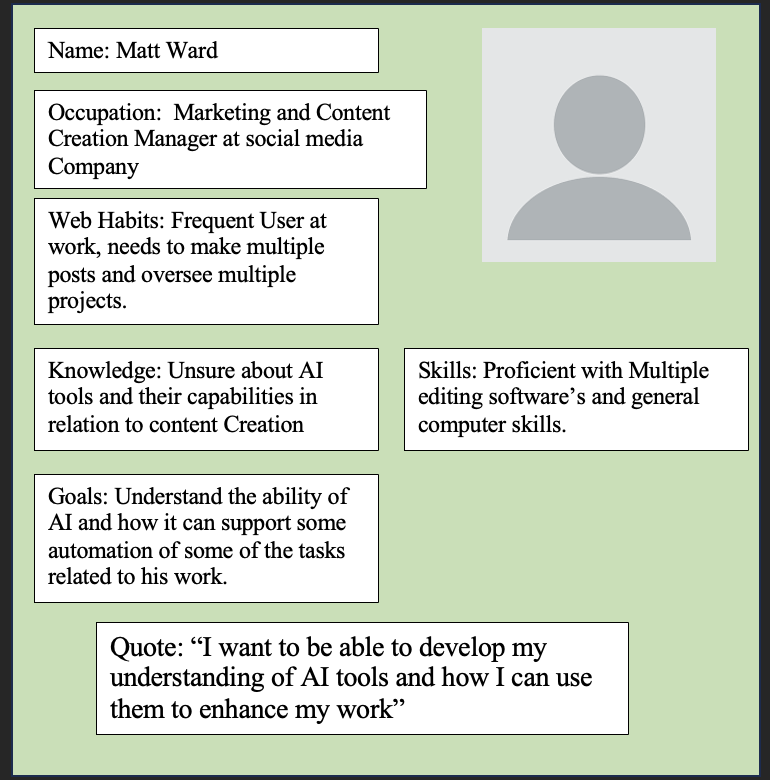 Name: Matt Ward
Occupation:  Marketing and Content
Creation Manager at social media
Company
Web Habits: Frequent User at
work, needs to make multiple
posts and oversee multiple
projects.
Knowledge: Unsure about AI
tools and their capabilities in
relation to content Creation
Skills: Proficient with Multiple
editing software’s and general
computer skills.
Goals: Understand the ability of
AI and how it can support some
automation of some of the tasks
related to his work.
Quote: “I want to be able to develop my
understanding of AI tools and how I can use
them to enhance my work”